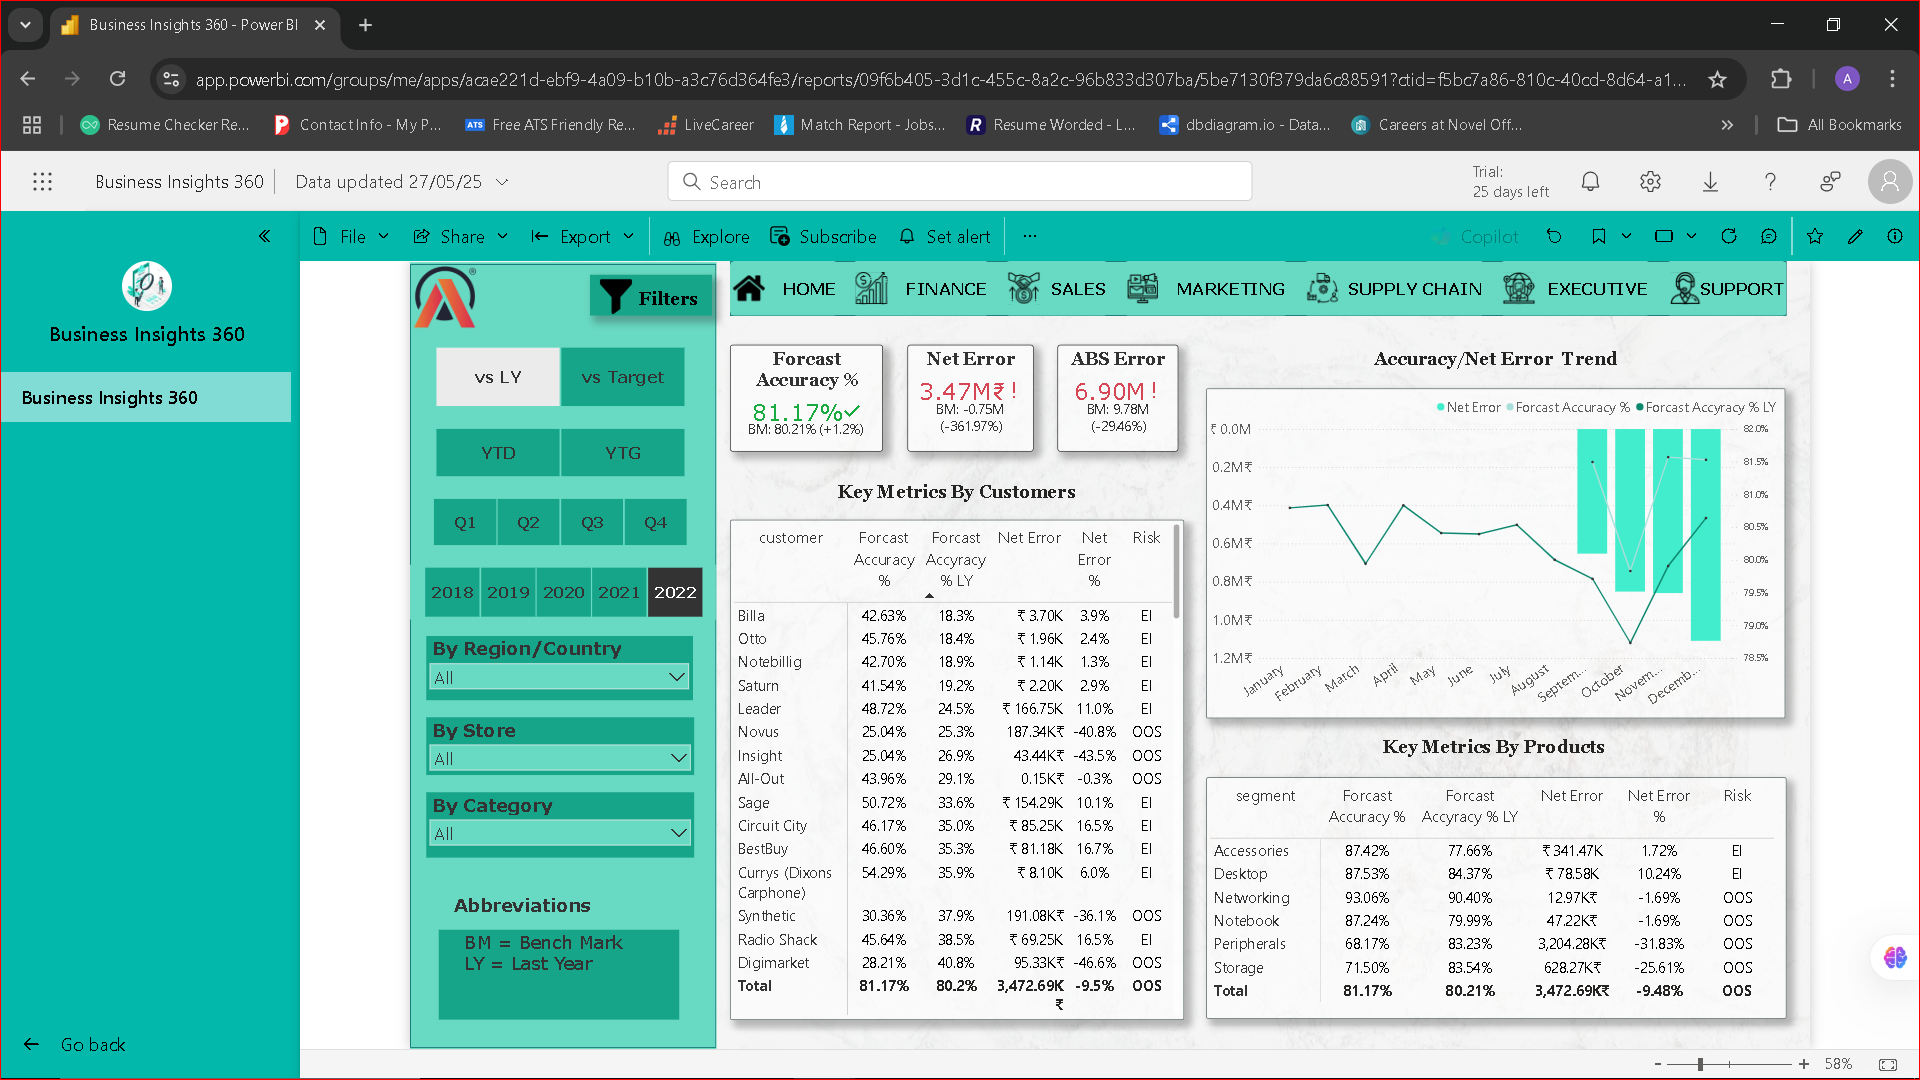 Business Insights 360 - Power BI
app.powerbi.com/groups/me/apps/acae221d-ebf9-4a09-b10b-a3c76d364fe3/reports/09f6b405-3d1c-455c-8a2c-96b833d307ba/5be7130f379da6c88591?ctid=f5bc7a86-810c-40cd-8d64-a1...
A
Resume Checker Re... Contact Info - My P... ATS Free ATS Friendly Re... LiveCareer Match Report - Jobs... R Resume Worded - L... dbdiagram.io - Data... Careers at Novel Off... All Bookmarks
Business Insights 360 Data updated 27/05/25
Search
Trial:
25 days left
File Share Export Explore Subscribe Set alert ... Copilot
Business Insights 360
Business Insights 360
Go back
Filters
HOME FINANCE SALES MARKETING SUPPLY CHAIN EXECUTIVE SUPPORT
vs LY vs Target
YTD YTG
Q1 Q2 Q3 Q4
2018 2019 2020 2021 2022
By Region/Country
All
By Store
All
By Category
All
Abbreviations
BM = Bench Mark
LY = Last Year
Forcast
Accuracy %
81.17%
BM: 80.21% (+1.2%)
Net Error
3.47M₹ !
BM: -0.75M
(-361.97%)
ABS Error
6.90M !
BM: 9.78M
(-29.46%)
Key Metrics By Customers
customer Forcast Accuracy % Forcast Accyracy % LY Net Error Net Error % Risk
Billa 42.63% 18.3% ₹ 3.70K 3.9% EI
Otto 45.76% 18.4% ₹ 1.96K 2.4% EI
Notebillig 42.70% 18.9% ₹ 1.14K 1.3% EI
Saturn 41.54% 19.2% ₹ 2.20K 2.9% EI
Leader 48.72% 24.5% ₹ 166.75K 11.0% EI
Novus 25.04% 25.3% 187.34K₹ -40.8% OOS
Insight 25.04% 26.9% 43.44K₹ -43.5% OOS
All-Out 43.96% 29.1% 0.15K₹ -0.3% OOS
Sage 50.72% 33.6% ₹ 154.29K 10.1% EI
Circuit City 46.17% 35.0% ₹ 85.25K 16.5% EI
BestBuy 46.60% 35.3% ₹ 81.18K 16.7% EI
Currys (Dixons 54.29% 35.9% ₹ 8.10K 6.0% EI
Carphone)
Synthetic 30.36% 37.9% 191.08K₹ -36.1% OOS
Radio Shack 45.64% 38.5% ₹ 69.25K 16.5% EI
Digimarket 28.21% 40.8% 95.33K₹ -46.6% OOS
Total 81.17% 80.2% 3,472.69K -9.5% OOS
₹
Accuracy/Net Error Trend
Net Error Forcast Accuracy % Forcast Accyracy % LY
₹ 0.0M 82.0%
0.2M₹ 81.5%
0.4M₹ 81.0%
0.6M₹ 80.5%
0.8M₹ 80.0%
1.0M₹ 79.5%
1.2M₹ 79.0%
78.5%
January February March April May June July August Septem... October Novem... Decemb...
Key Metrics By Products
segment Forcast Accuracy % Forcast Accyracy % LY Net Error Net Error % Risk
Accessories 87.42% 77.66% ₹ 341.47K 1.72% EI
Desktop 87.53% 84.37% ₹ 78.58K 10.24% EI
Networking 93.06% 90.40% 12.97K₹ -1.69% OOS
Notebook 87.24% 79.99% 47.22K₹ -1.69% OOS
Peripherals 68.17% 83.23% 3,204.28K₹ -31.83% OOS
Storage 71.50% 83.54% 628.27K₹ -25.61% OOS
Total 81.17% 80.21% 3,472.69K₹ -9.48% OOS
- + 58%